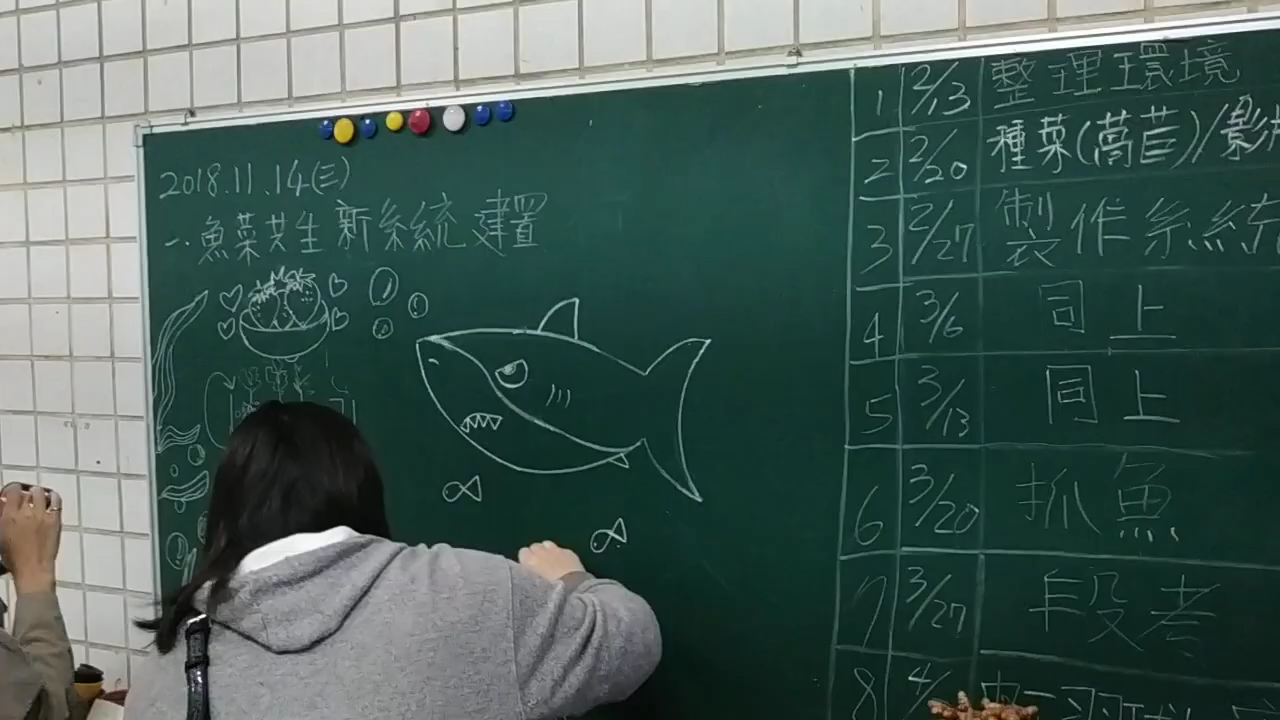 2018.11.14(三)
一、魚菜共生新系統建置
1 2/13 整理環境
2 2/20 種菜(萵苣)/影片
3 2/27 製作系統
4 3/6 同上
5 3/13 同上
6 3/20 抓魚
7 3/27 段考
8 4/